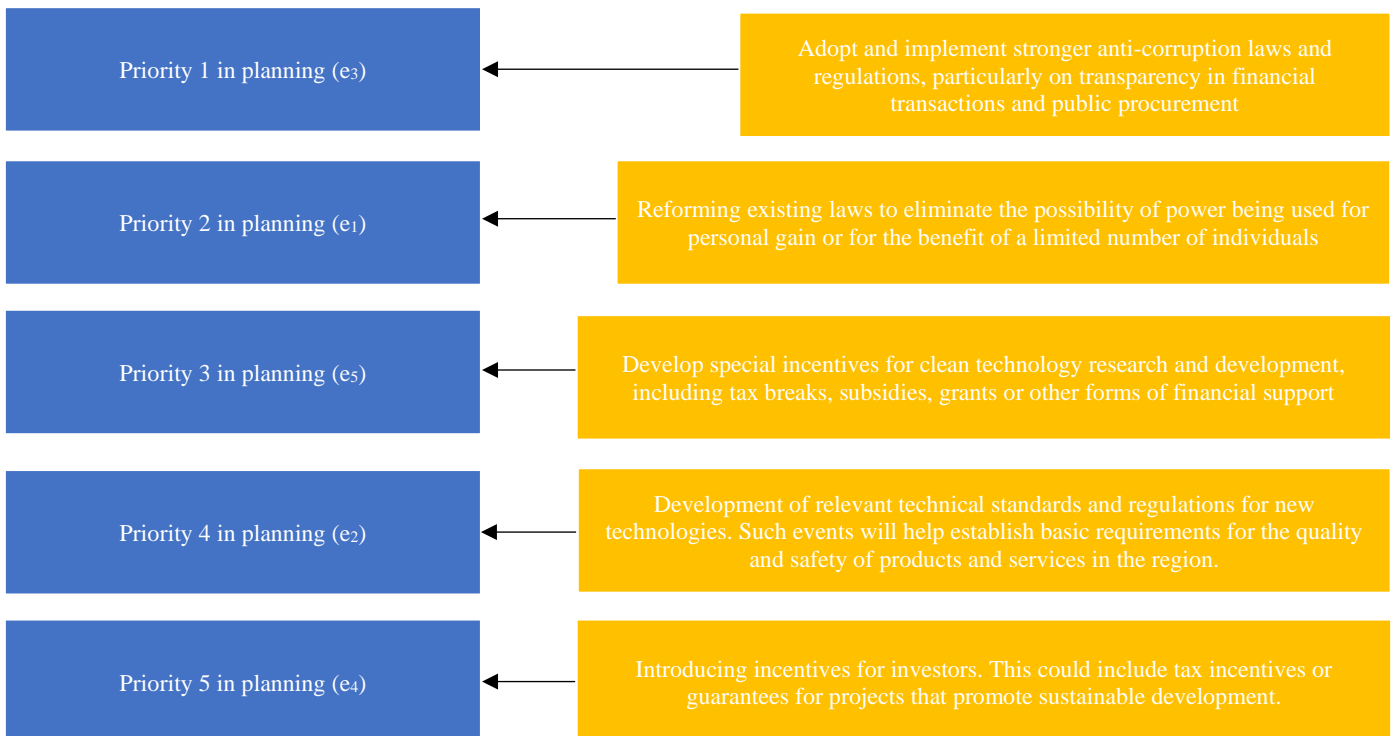 Priority 1 in planning (e₃)
Adopt and implement stronger anti-corruption laws and
regulations, particularly on transparency in financial
transactions and public procurement
Priority 2 in planning (e₁)
Reforming existing laws to eliminate the possibility of power being used for
personal gain or for the benefit of a limited number of individuals
Priority 3 in planning (e₅)
Develop special incentives for clean technology research and development,
including tax breaks, subsidies, grants or other forms of financial support
Priority 4 in planning (e₂)
Development of relevant technical standards and regulations for new
technologies. Such events will help establish basic requirements for the quality
and safety of products and services in the region.
Priority 5 in planning (e₄)
Introducing incentives for investors. This could include tax incentives or
guarantees for projects that promote sustainable development.